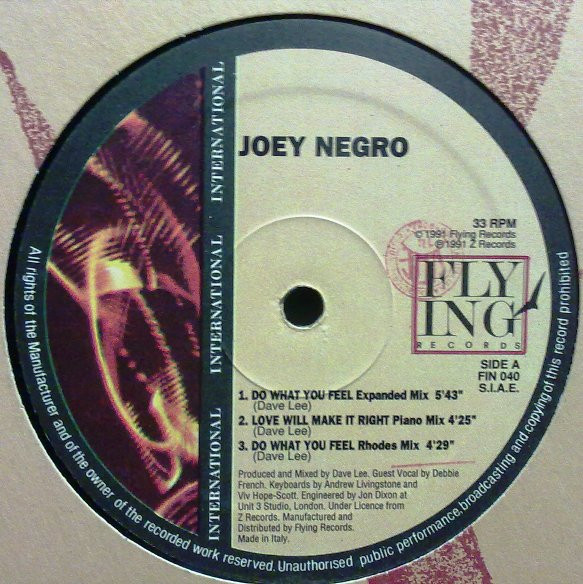 JOEY NEGRO
INTERNATIONAL
INTERNATIONAL
INTERNATIONAL
INTERNATIONAL
33 RPM
©1991 Flying Records
℗1991 Z Records
FLY
ING
RECORDS
SIDE A
FIN 040
S.I.A.E.
1. DO WHAT YOU FEEL Expanded Mix 5'43"
(Dave Lee)
2. LOVE WILL MAKE IT RIGHT Piano Mix 4'25"
(Dave Lee)
3. DO WHAT YOU FEEL Rhodes Mix 4'29"
(Dave Lee)
Produced and Mixed by Dave Lee. Guest Vocal by Debbie
French. Keyboards by Andrew Livingstone and
Viv Hope-Scott. Engineered by Jon Dixon at
Unit 3 Studio, London. Under Licence from
Z Records. Manufactured and
Distributed by Flying Records.
Made in Italy.
All rights of the Manufacturer and of the owner of the recorded work reserved. Unauthorised public performance, broadcasting and copying of this record prohibited